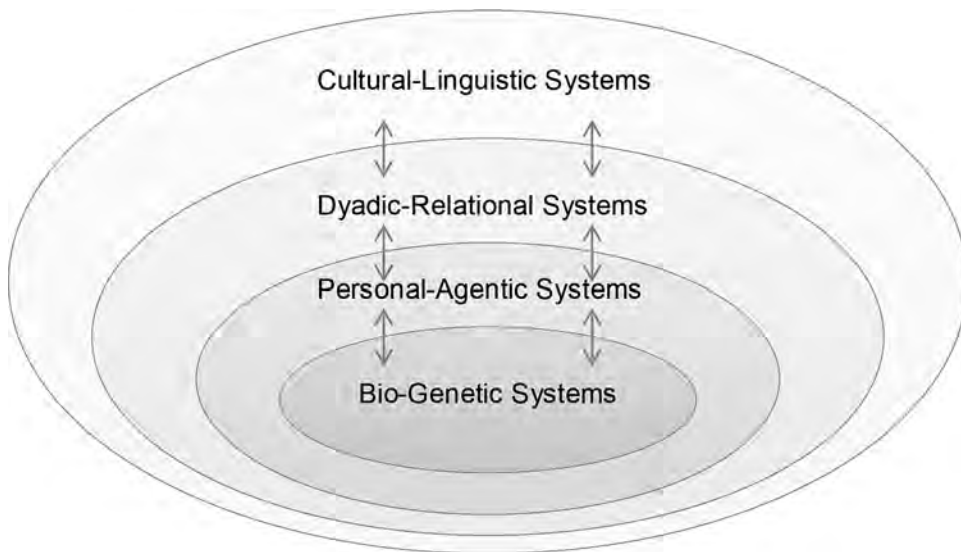 Cultural-Linguistic Systems
Dyadic-Relational Systems
Personal-Agentic Systems
Bio-Genetic Systems